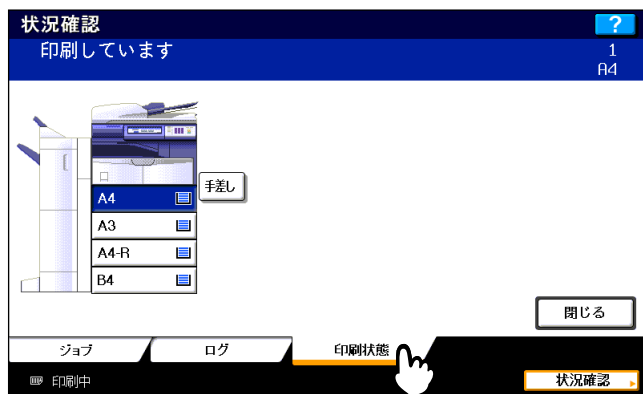 状況確認
?
印刷しています
1
A4
手差し
A4
A3
A4-R
B4
閉じる
ジョブ
ログ
印刷状態
印刷中
状況確認